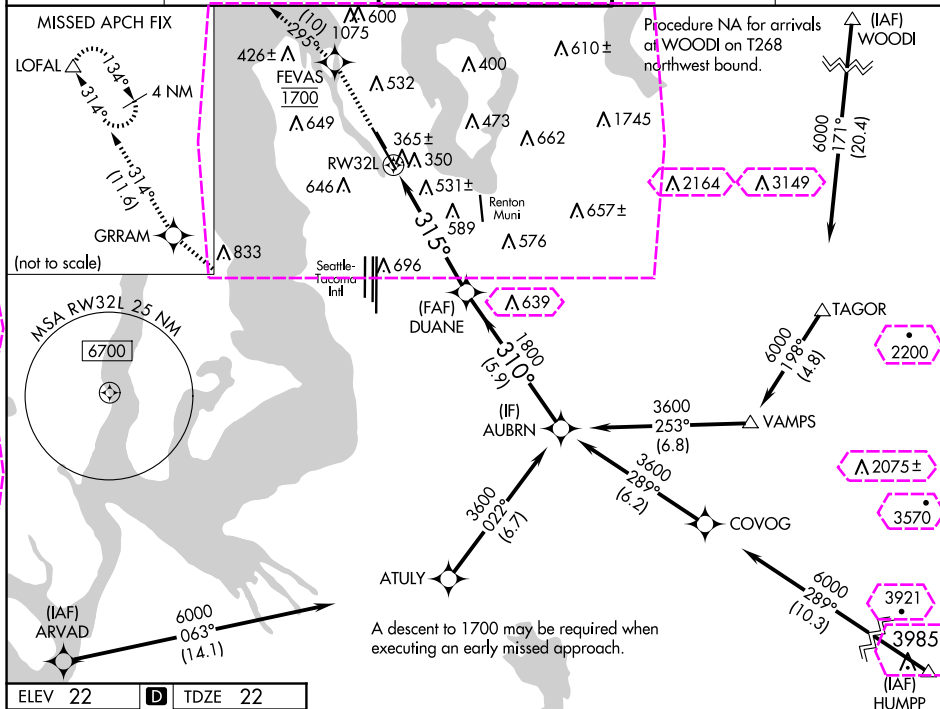 MISSED APCH FIX
LOFAL
134°
314°
4 NM
314°
(11.6)
GRRAM
(not to scale)
(10)
295°
600
1075
426±
FEVAS
1700
532
400
610±
649
473
662
1745
365±
350
RW32L
646
531±
589
Renton
Muni
657±
576
833
Seattle-
Tacoma
Intl
696
315°
(FAF)
DUANE
639
Procedure NA for arrivals
at WOODI on T268
northwest bound.
(IAF)
WOODI
6000
171°
(20.4)
2164
3149
MSA RW32L 25 NM
6700
1800
310°
(5.9)
(IF)
AUBRN
TAGOR
6000
198°
(4.8)
2200
3600
253°
(6.8)
VAMPS
2075±
3600
289°
(6.2)
COVOG
3570
3600
022°
(6.7)
ATULY
6000
289°
(10.3)
3921
3985
(IAF)
HUMPP
(IAF)
ARVAD
6000
063°
(14.1)
A descent to 1700 may be required when
executing an early missed approach.
ELEV 22 D TDZE 22